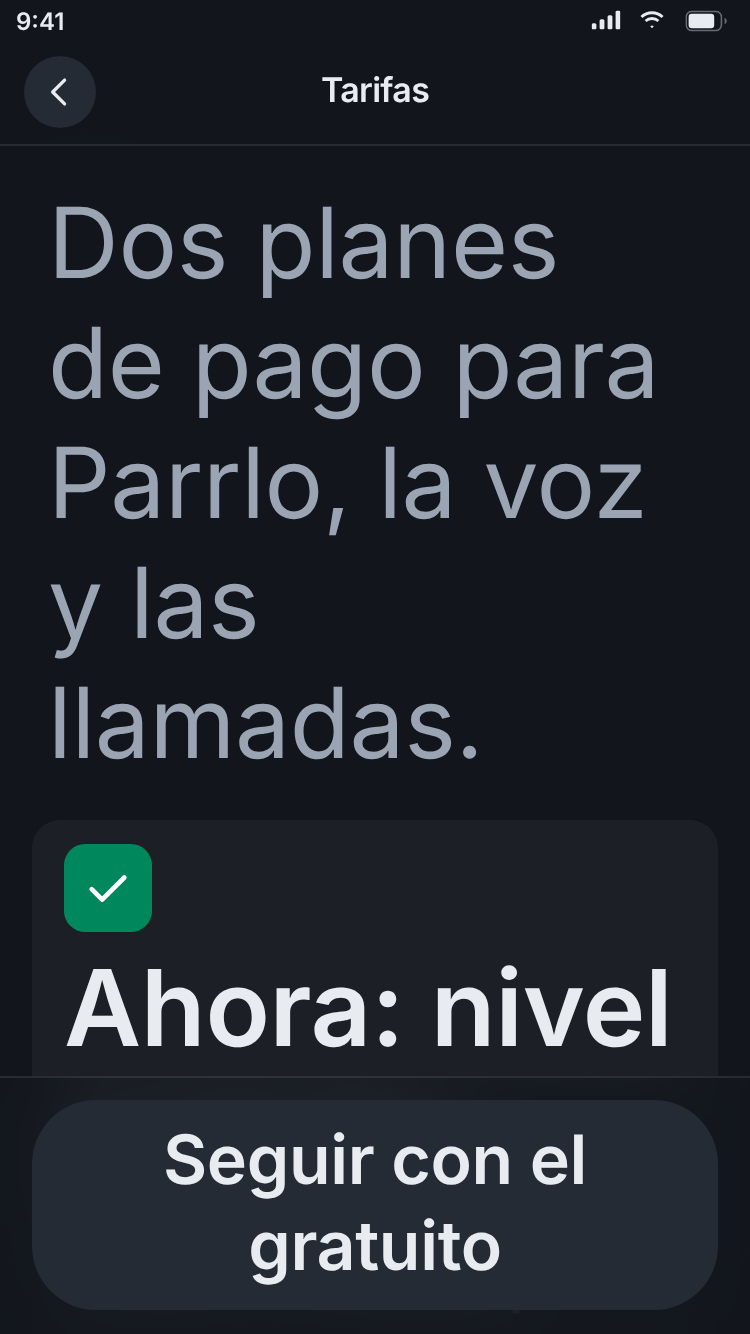 9:41
Tarifas
Dos planes
de pago para
Parrlo, la voz
y las
llamadas.
Ahora: nivel
Seguir con el
gratuito